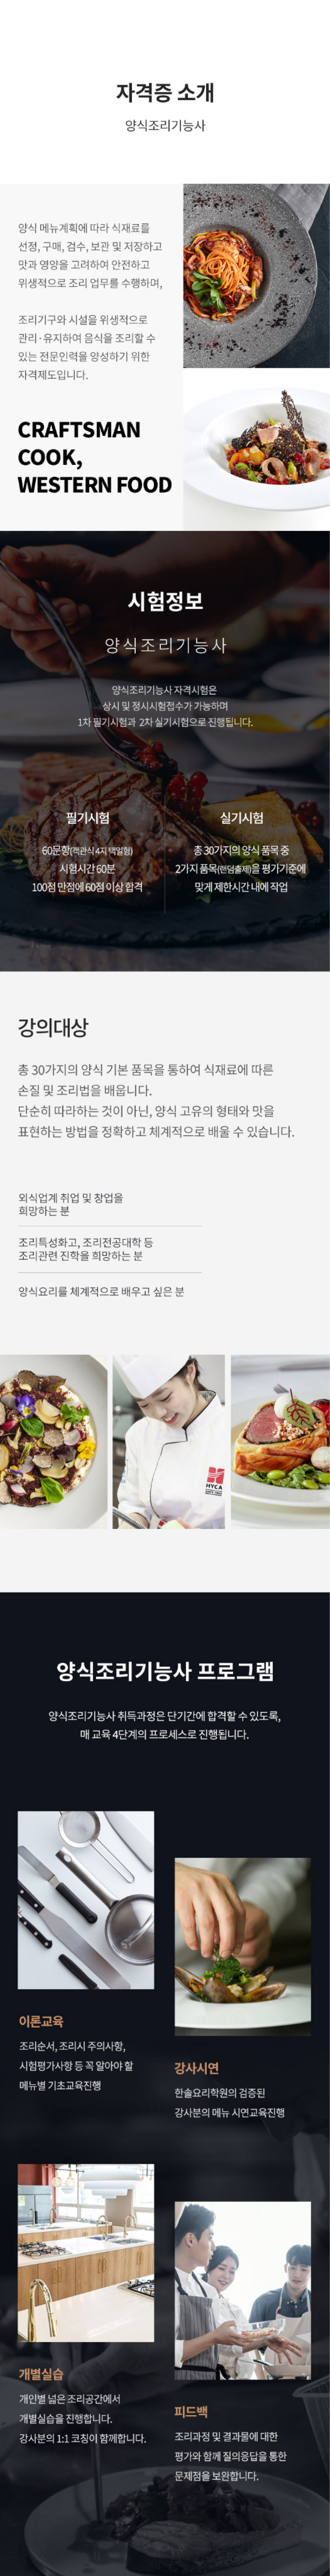 자격증 소개
양식조리기능사
양식 메뉴계획에 따라 식재료를
선정, 구매, 검수, 보관 및 저장하고
맛과 영양을 고려하여 안전하고
위생적으로 조리 업무를 수행하며,
조리기구와 시설을 위생적으로
관리·유지하여 음식을 조리할 수
있는 전문인력을 양성하기 위한
자격제도입니다.
CRAFTSMAN
COOK,
WESTERN FOOD
시험정보
양식조리기능사
양식조리기능사 자격시험은
상시 및 정시시험접수가 가능하며
1차 필기시험과 2차 실기시험으로 진행됩니다.
필기시험
60문항(객관식 4지 택일형)
시험시간 60분
100점 만점에 60점 이상 합격
실기시험
총 30가지의 양식 품목 중
2가지 품목(랜덤출제)을 평가기준에
맞게 제한시간 내에 작업
강의대상
총 30가지의 양식 기본 품목을 통하여 식재료에 따른
손질 및 조리법을 배웁니다.
단순히 따라하는 것이 아닌, 양식 고유의 형태와 맛을
표현하는 방법을 정확하고 체계적으로 배울 수 있습니다.
외식업계 취업 및 창업을
희망하는 분
조리특성화고, 조리전공대학 등
조리관련 진학을 희망하는 분
양식요리를 체계적으로 배우고 싶은 분
HYCA
양식조리기능사 프로그램
양식조리기능사 취득과정은 단기간에 합격할 수 있도록,
매 교육 4단계의 프로세스로 진행됩니다.
이론교육
조리순서, 조리시 주의사항,
시험평가사항 등 꼭 알아야 할
메뉴별 기초교육진행
강사시연
한솔요리학원의 검증된
강사분의 메뉴 시연교육진행
개별실습
개인별 넓은 조리공간에서
개별실습을 진행합니다.
강사분의 1:1 코칭이 함께합니다.
피드백
조리과정 및 결과물에 대한
평가와 함께 질의응답을 통한
문제점을 보완합니다.